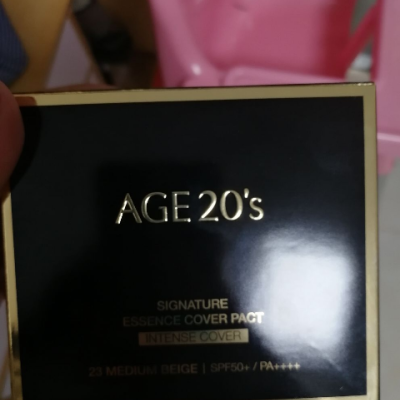 AGE 20's
SIGNATURE
ESSENCE COVER PACT
INTENSE COVER
23 MEDIUM BEIGE | SPF50+ / PA++++